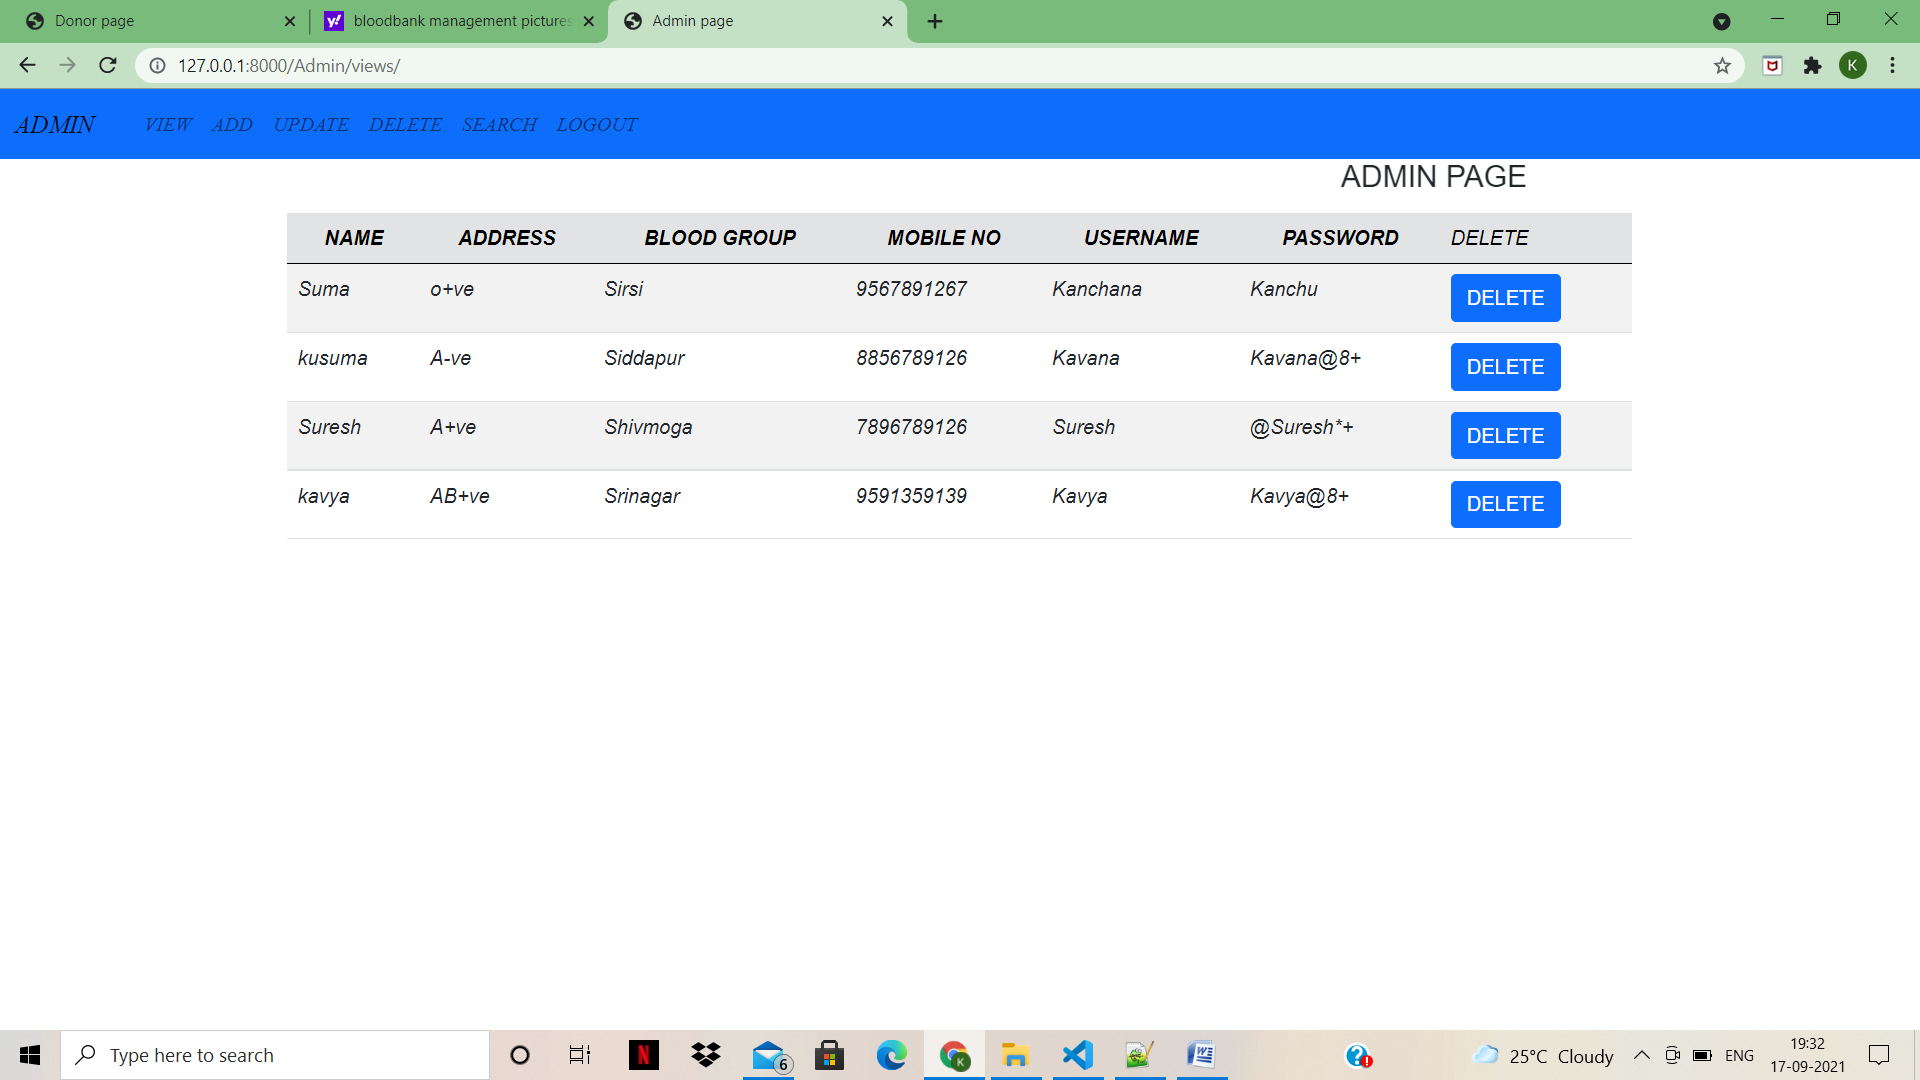 Donor page
bloodbank management pictures
Admin page
127.0.0.1:8000/Admin/views/
K
ADMIN VIEW ADD UPDATE DELETE SEARCH LOGOUT
ADMIN PAGE
NAME ADDRESS BLOOD GROUP MOBILE NO USERNAME PASSWORD DELETE
Suma o+ve Sirsi 9567891267 Kanchana Kanchu DELETE
kusuma A-ve Siddapur 8856789126 Kavana Kavana@8+ DELETE
Suresh A+ve Shivmoga 7896789126 Suresh @Suresh*+ DELETE
kavya AB+ve Srinagar 9591359139 Kavya Kavya@8+ DELETE
Type here to search
N
6
K
W
25°C Cloudy
ENG
19:32
17-09-2021